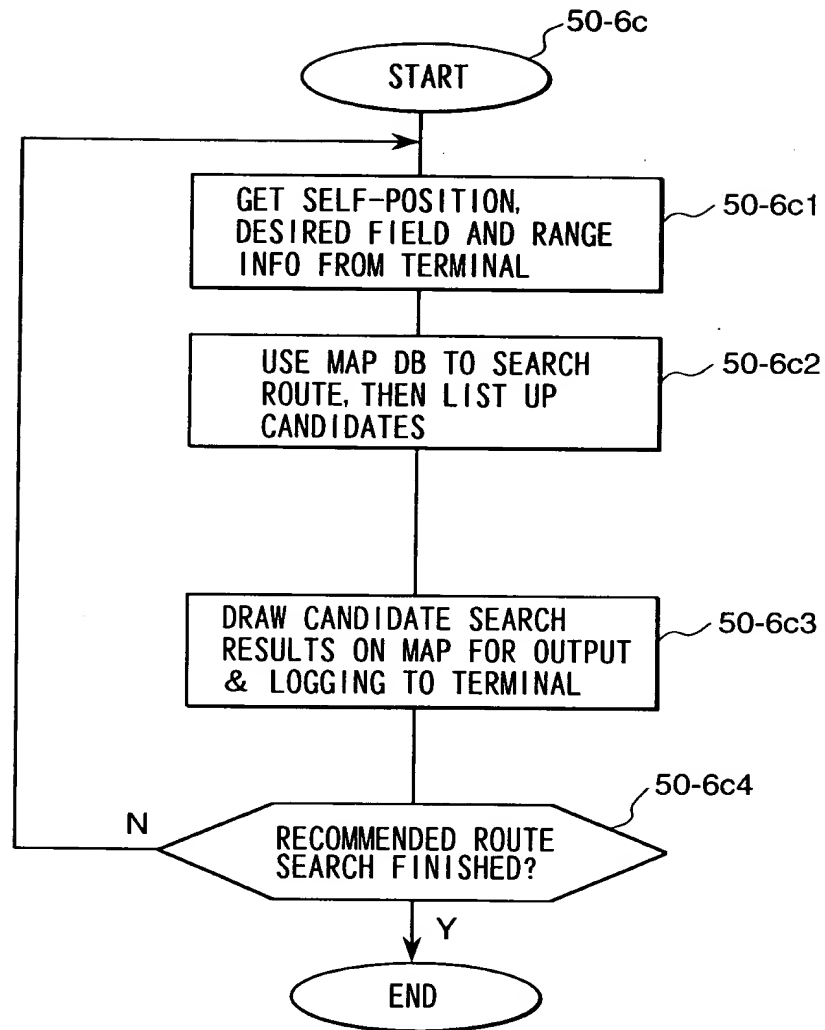 50-6c
START
GET SELF-POSITION,
DESIRED FIELD AND RANGE
INFO FROM TERMINAL
50-6c1
USE MAP DB TO SEARCH
ROUTE, THEN LIST UP
CANDIDATES
50-6c2
DRAW CANDIDATE SEARCH
RESULTS ON MAP FOR OUTPUT
& LOGGING TO TERMINAL
50-6c3
50-6c4
N
RECOMMENDED ROUTE
SEARCH FINISHED?
Y
END